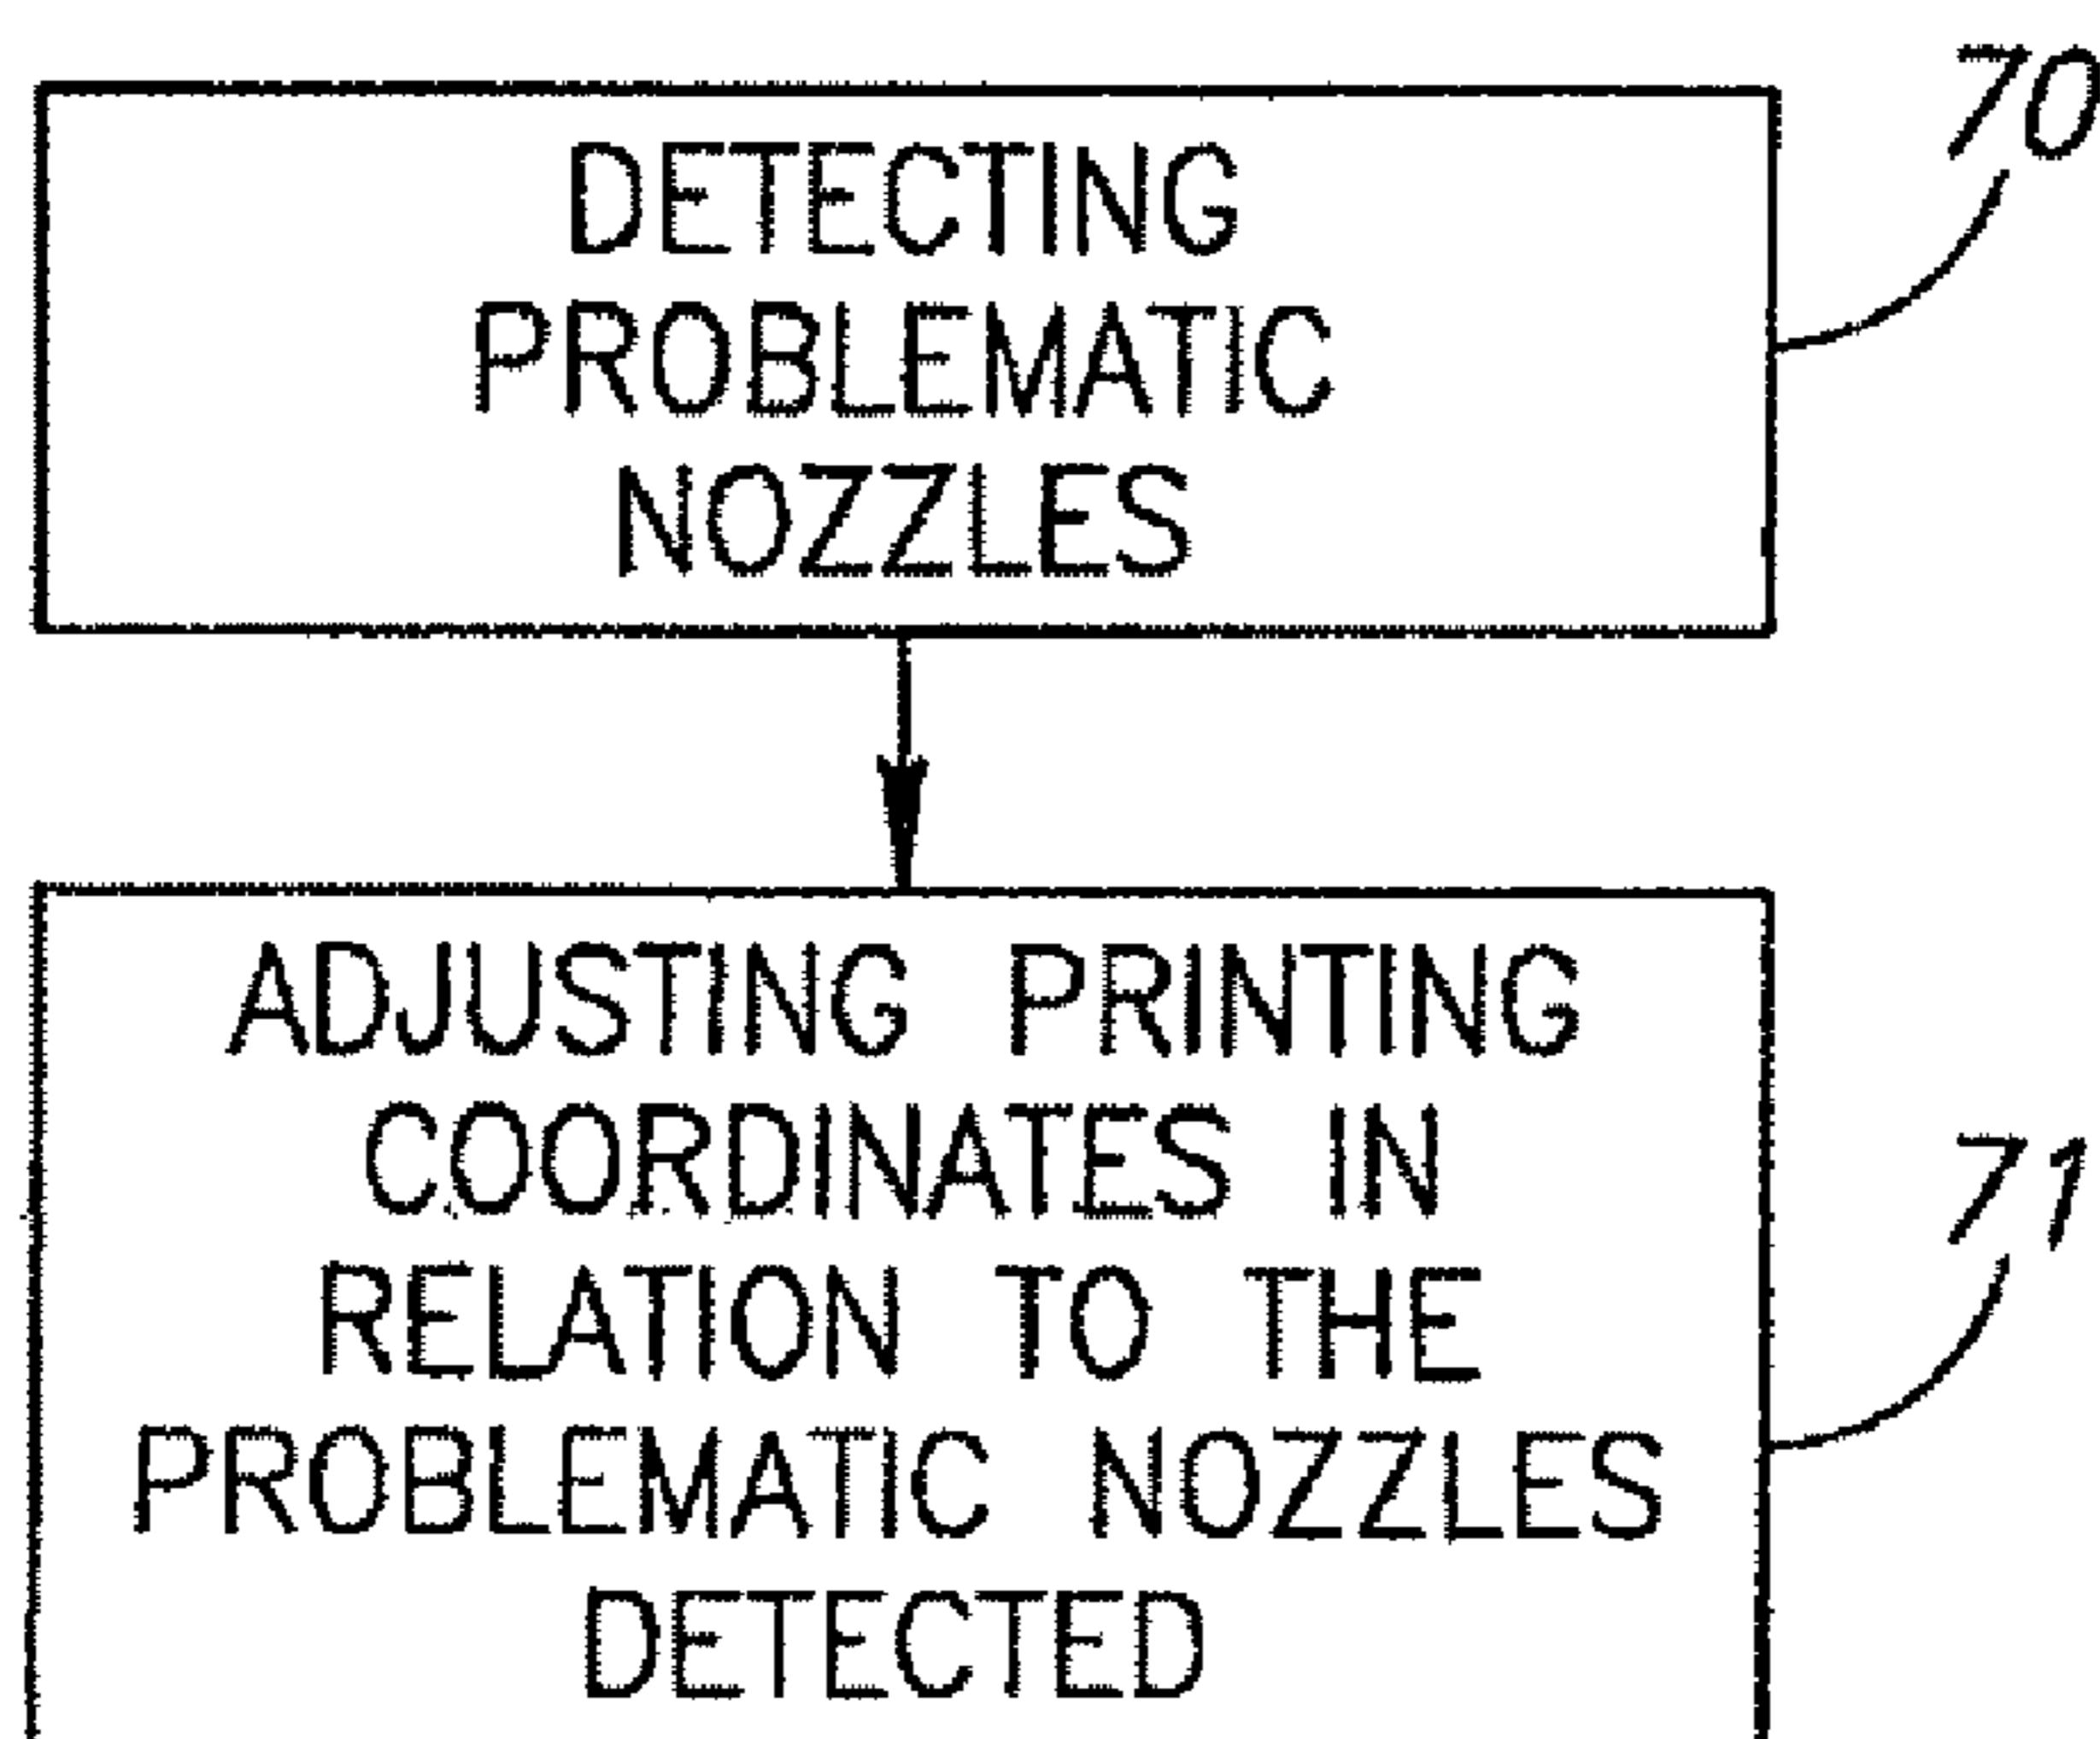 70
DETECTING
PROBLEMATIC
NOZZLES
ADJUSTING PRINTING
COORDINATES IN
RELATION TO THE
PROBLEMATIC NOZZLES
DETECTED
71